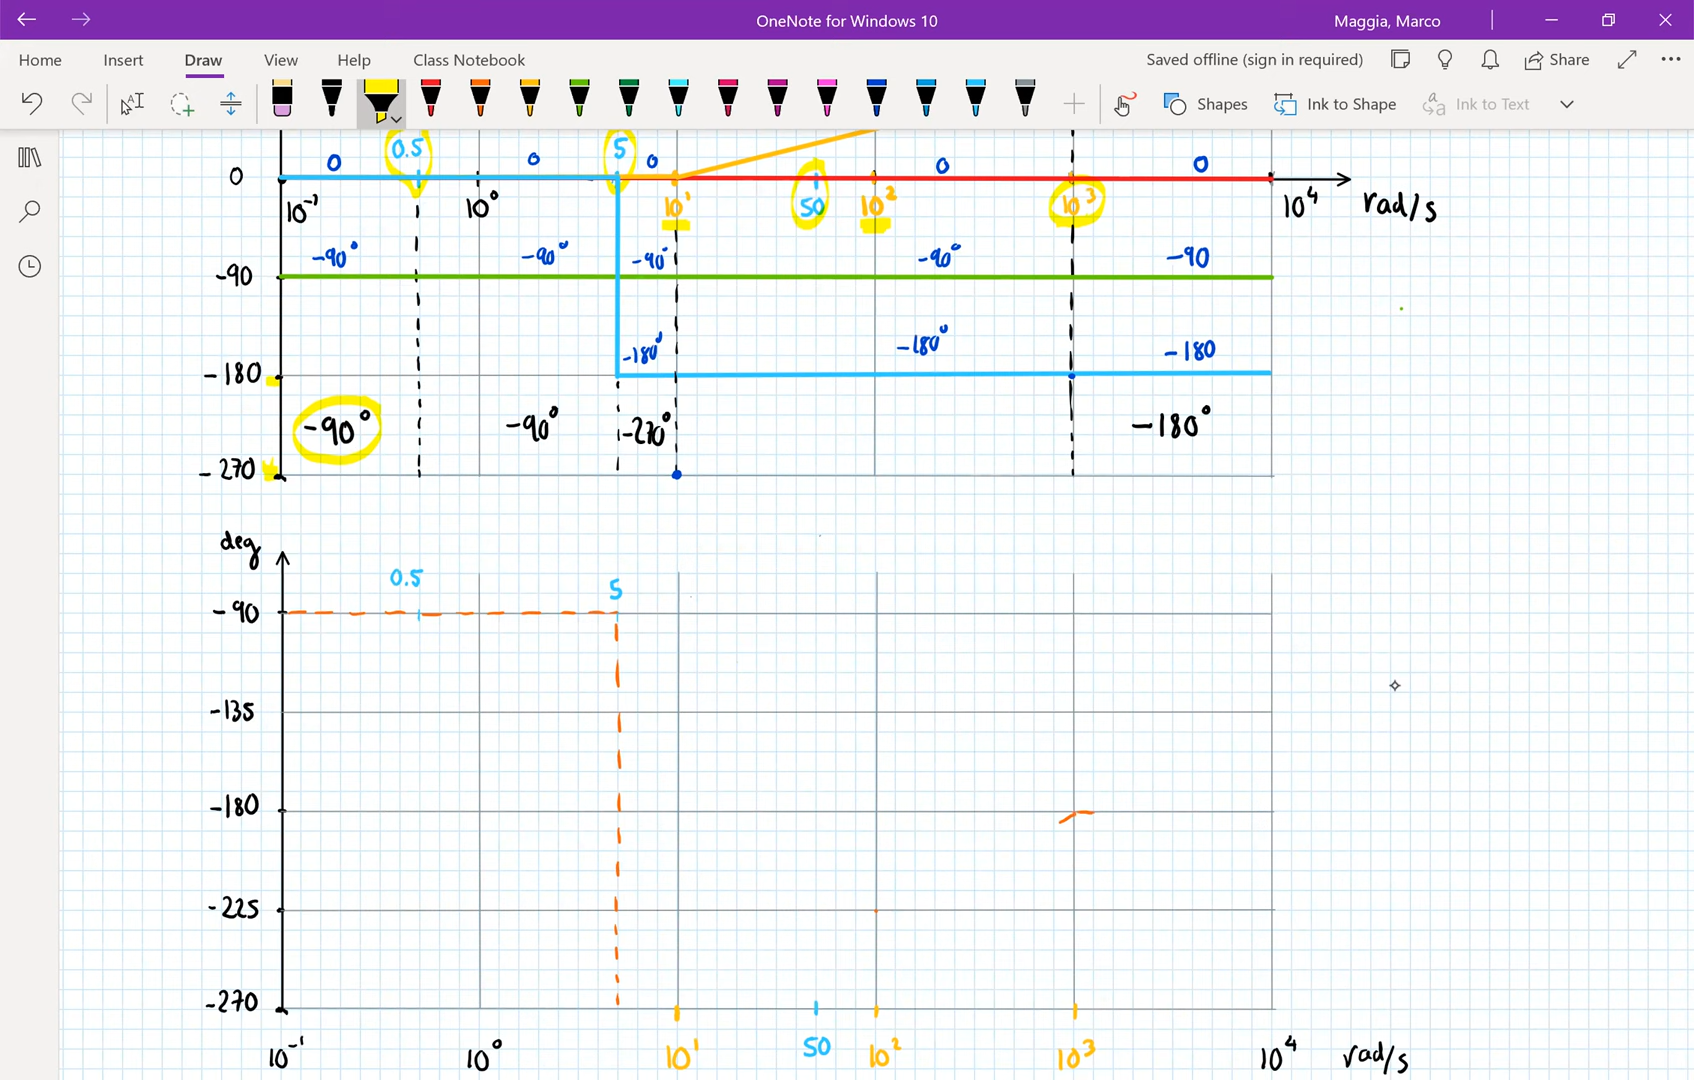 OneNote for Windows 10
Maggia, Marco
Home Insert Draw View Help Class Notebook
Saved offline (sign in required)
Share
Shapes
Ink to Shape
Ink to Text
0 0.5 0 5 0 0 0
0
10⁻¹ 10⁰ 10¹ 50 10² 10³ 10⁴ rad/s
-90° -90° -90° -90° -90
-90
-180° -180° -180
-180
-90° -90° -270° -180°
-270
deg
0.5 5
-90
-135
-180
-225
-270
10⁻¹ 10⁰ 10¹ 50 10² 10³ 10⁴ rad/s